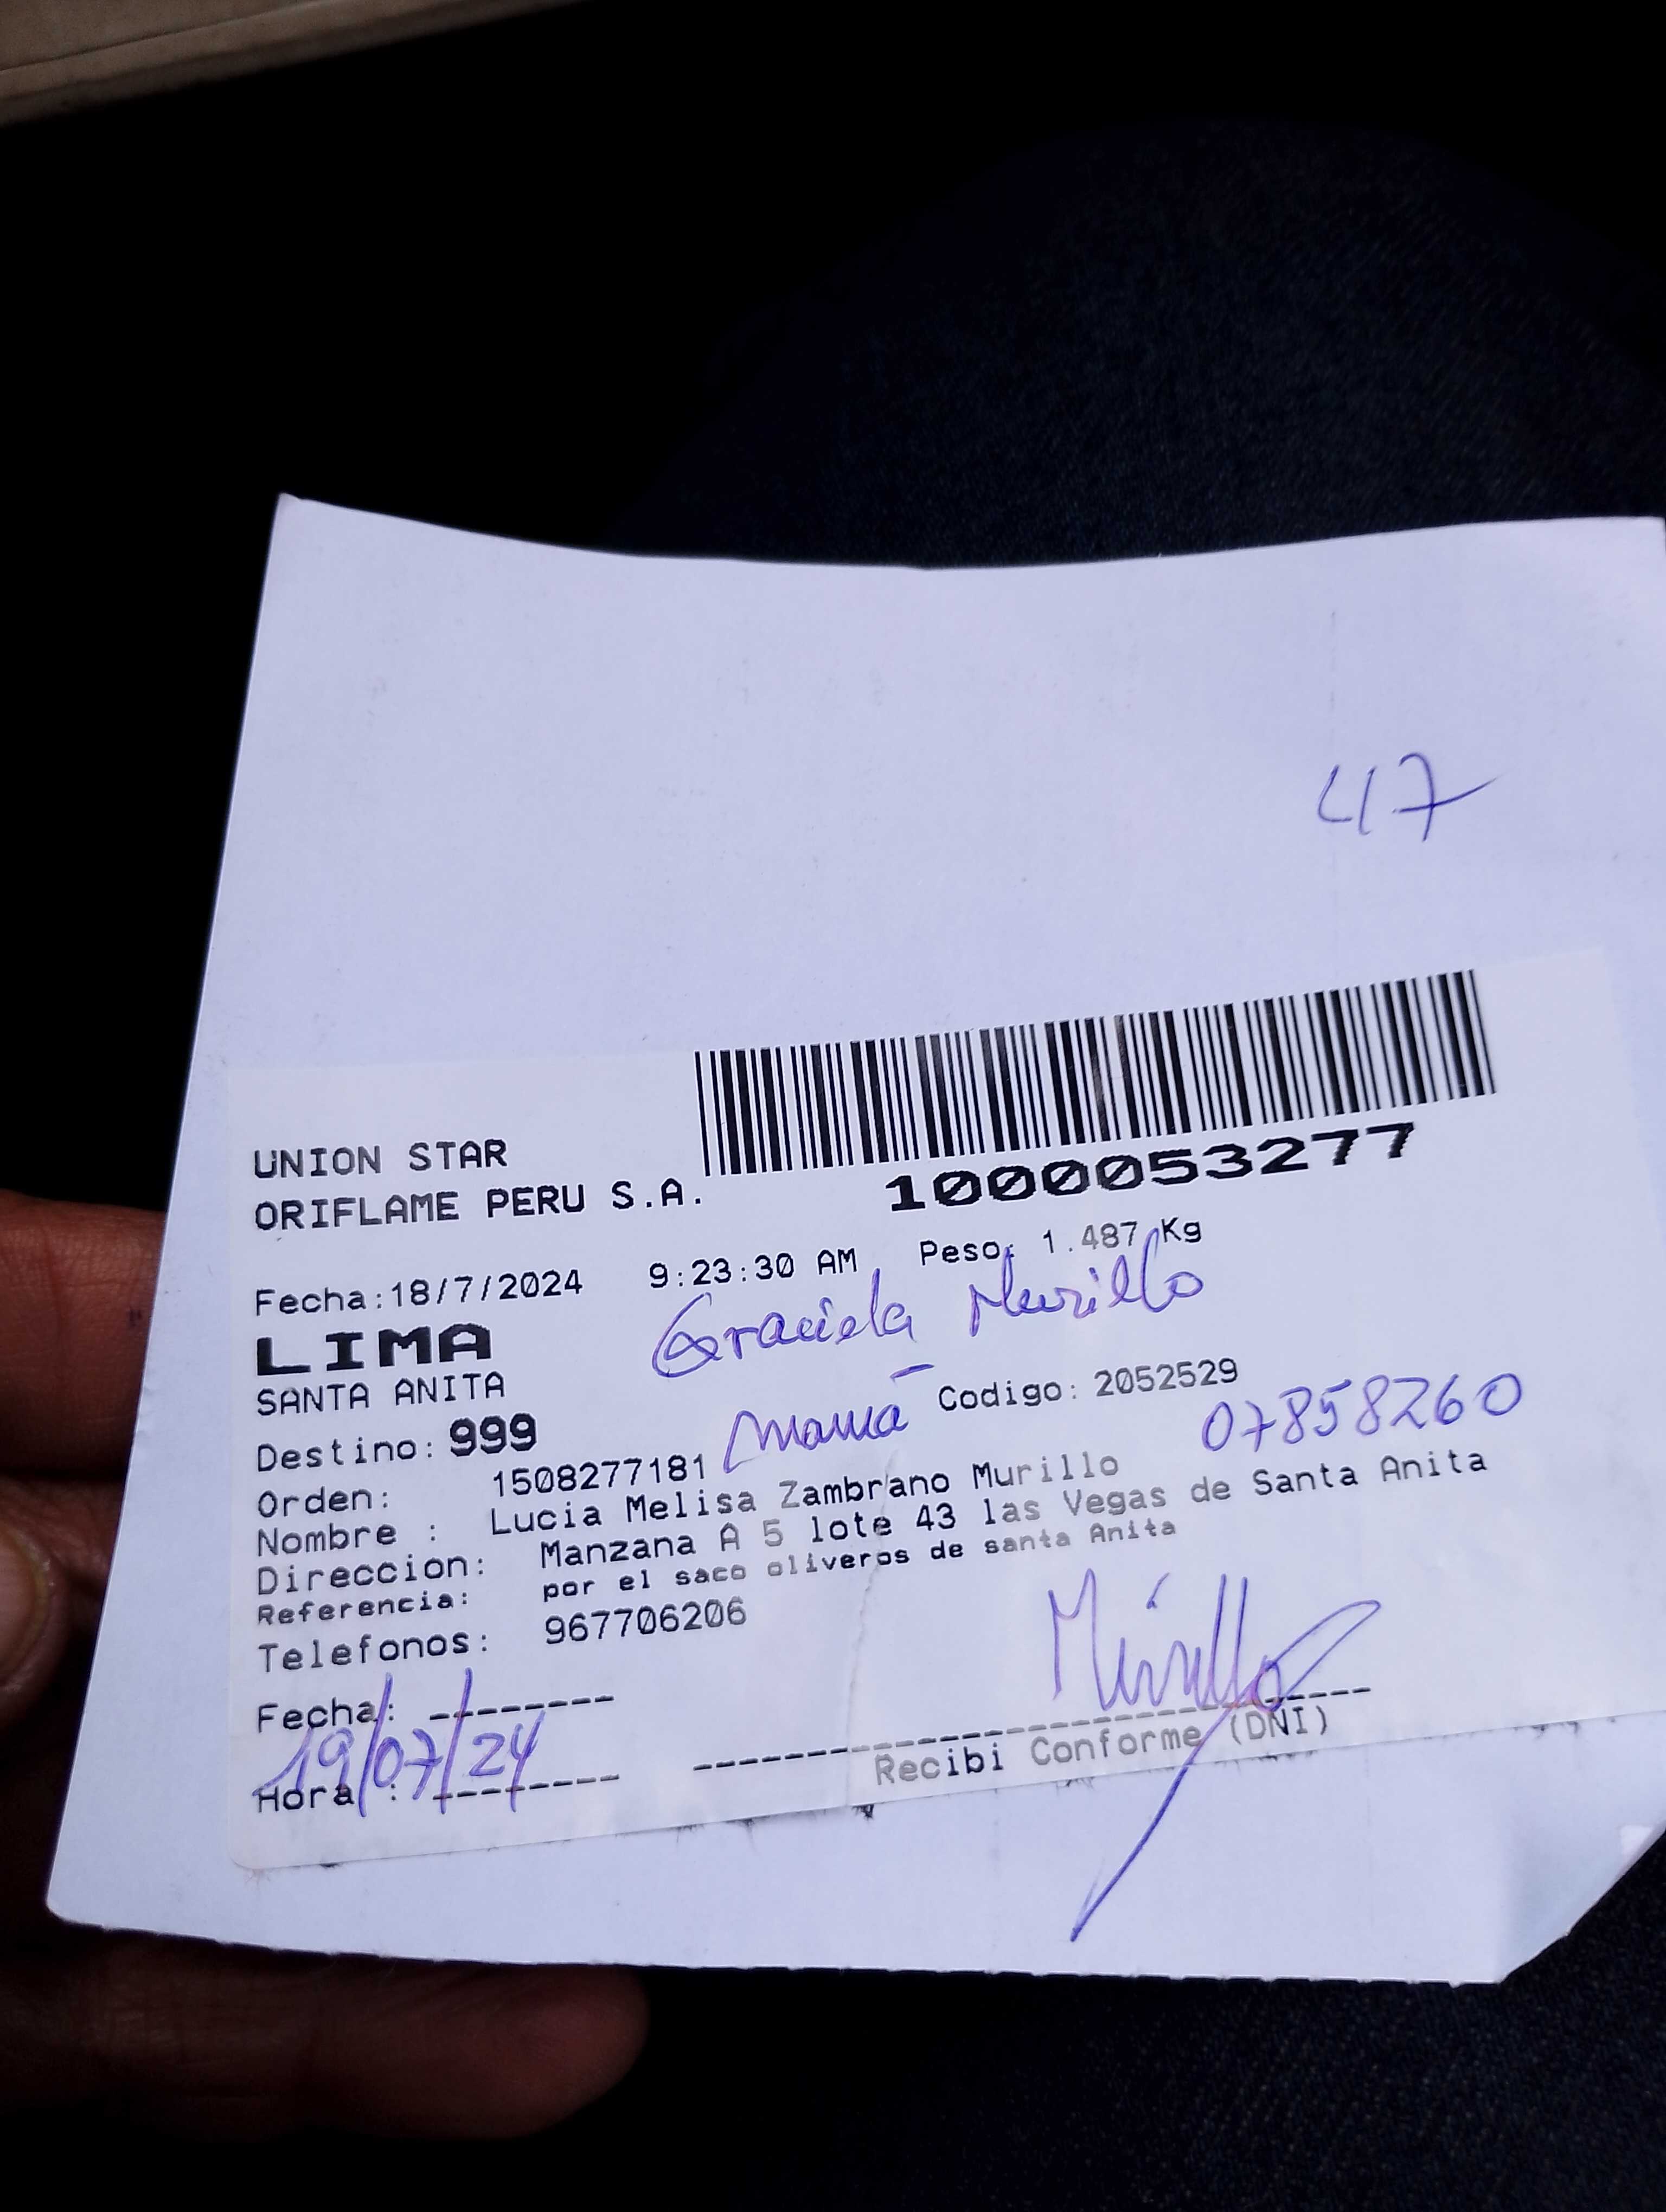 47
UNION STAR
ORIFLAME PERU S.A.
1000053277
Fecha:18/7/2024 9:23:30 AM Peso: 1.487 Kg
Graciela Murillo
LIMA
SANTA ANITA
mamá
Codigo: 2052529
Destino: 999
07858260
Orden: 1508277181
Nombre : Lucia Melisa Zambrano Murillo
Direccion: Manzana A 5 lote 43 las Vegas de Santa Anita
Referencia: por el saco oliveros de santa Anita
Telefonos: 967706206
Fecha: --------
19/07/24
Murillo
Hora : --------
Recibi Conforme (DNI)